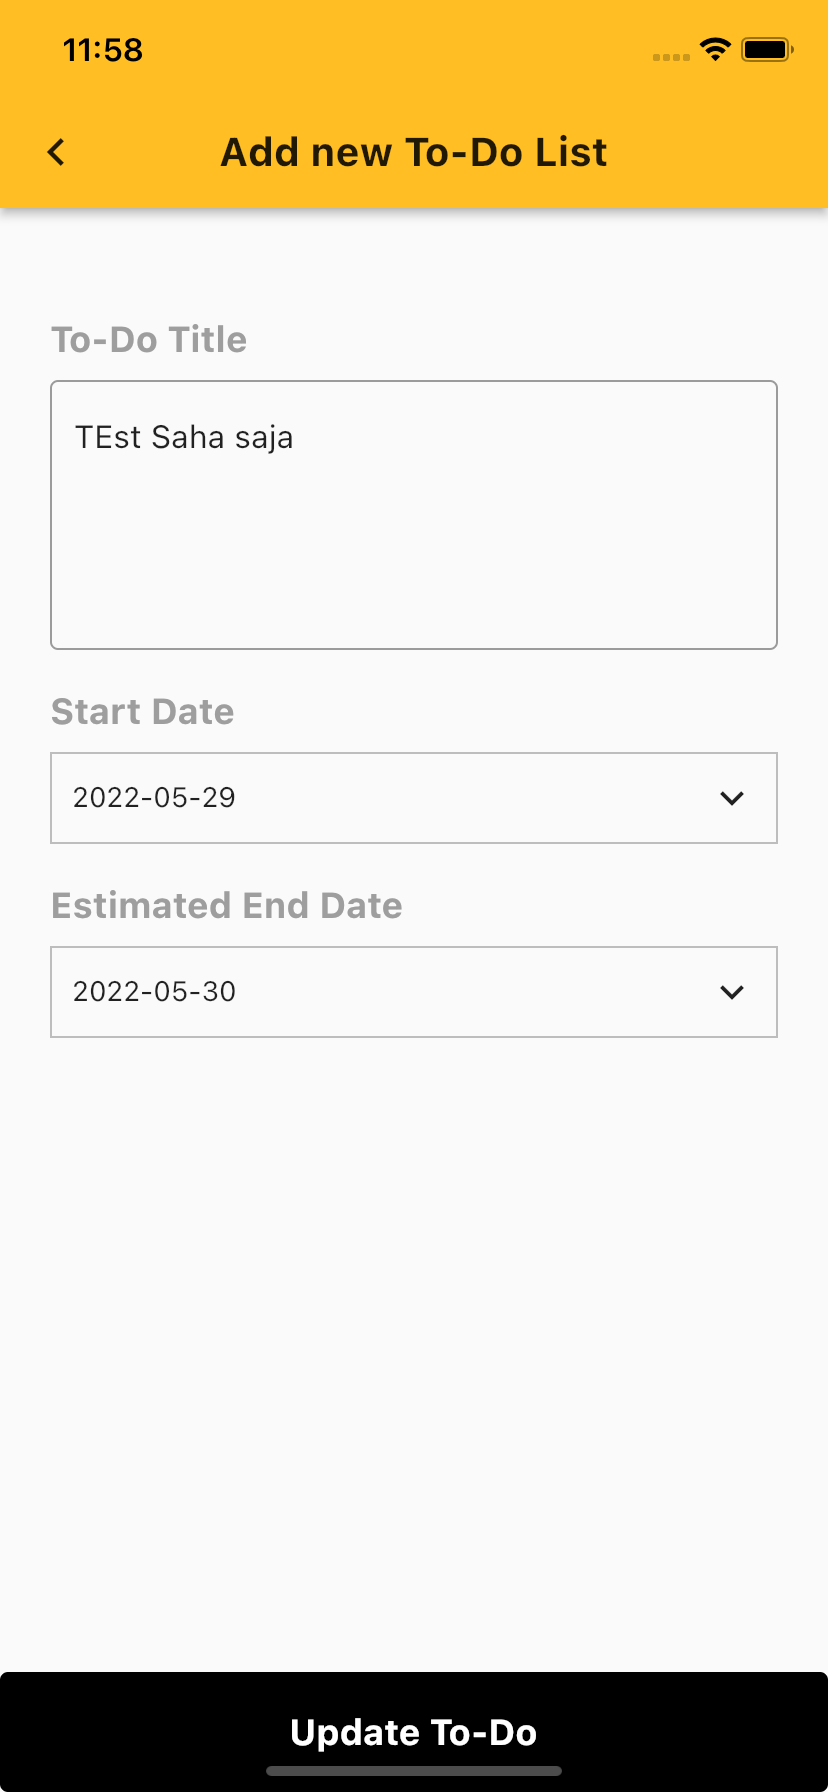 11:58
Add new To-Do List
To-Do Title
TEst Saha saja
Start Date
2022-05-29
Estimated End Date
2022-05-30
Update To-Do